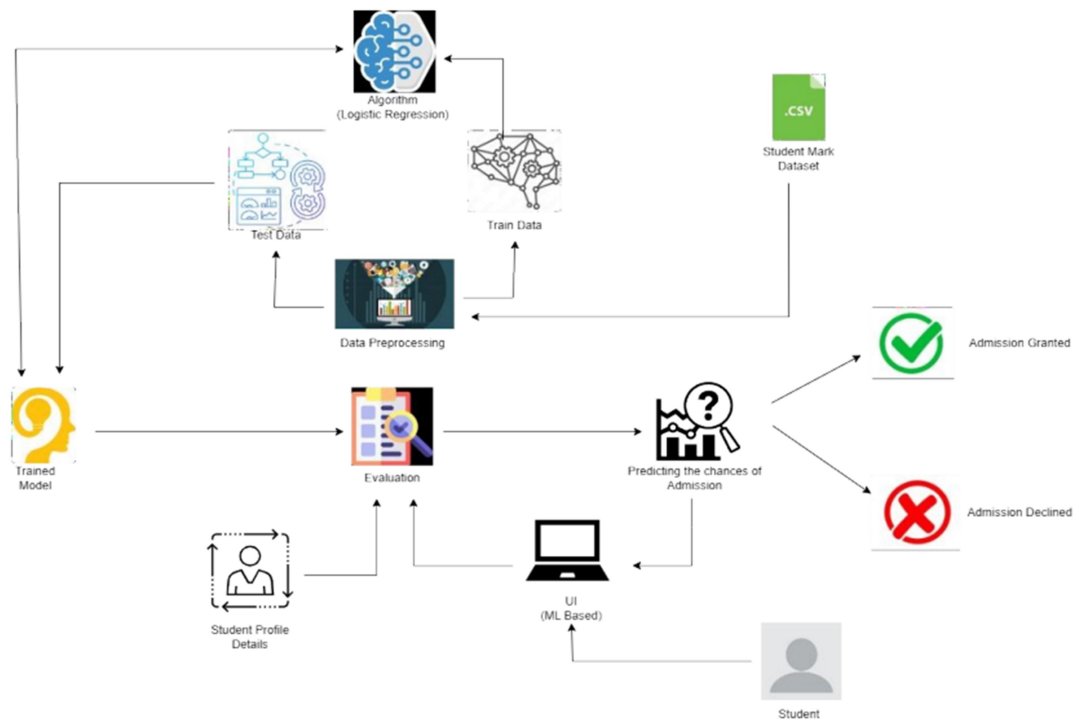 Algorithm
(Logistic Regression)
.CSV
Student Mark
Dataset
Test Data
Train Data
Data Preprocessing
Admission Granted
Trained
Model
Evaluation
?
Predicting the chances of
Admission
Admission Declined
UI
(ML Based)
Student Profile
Details
Student